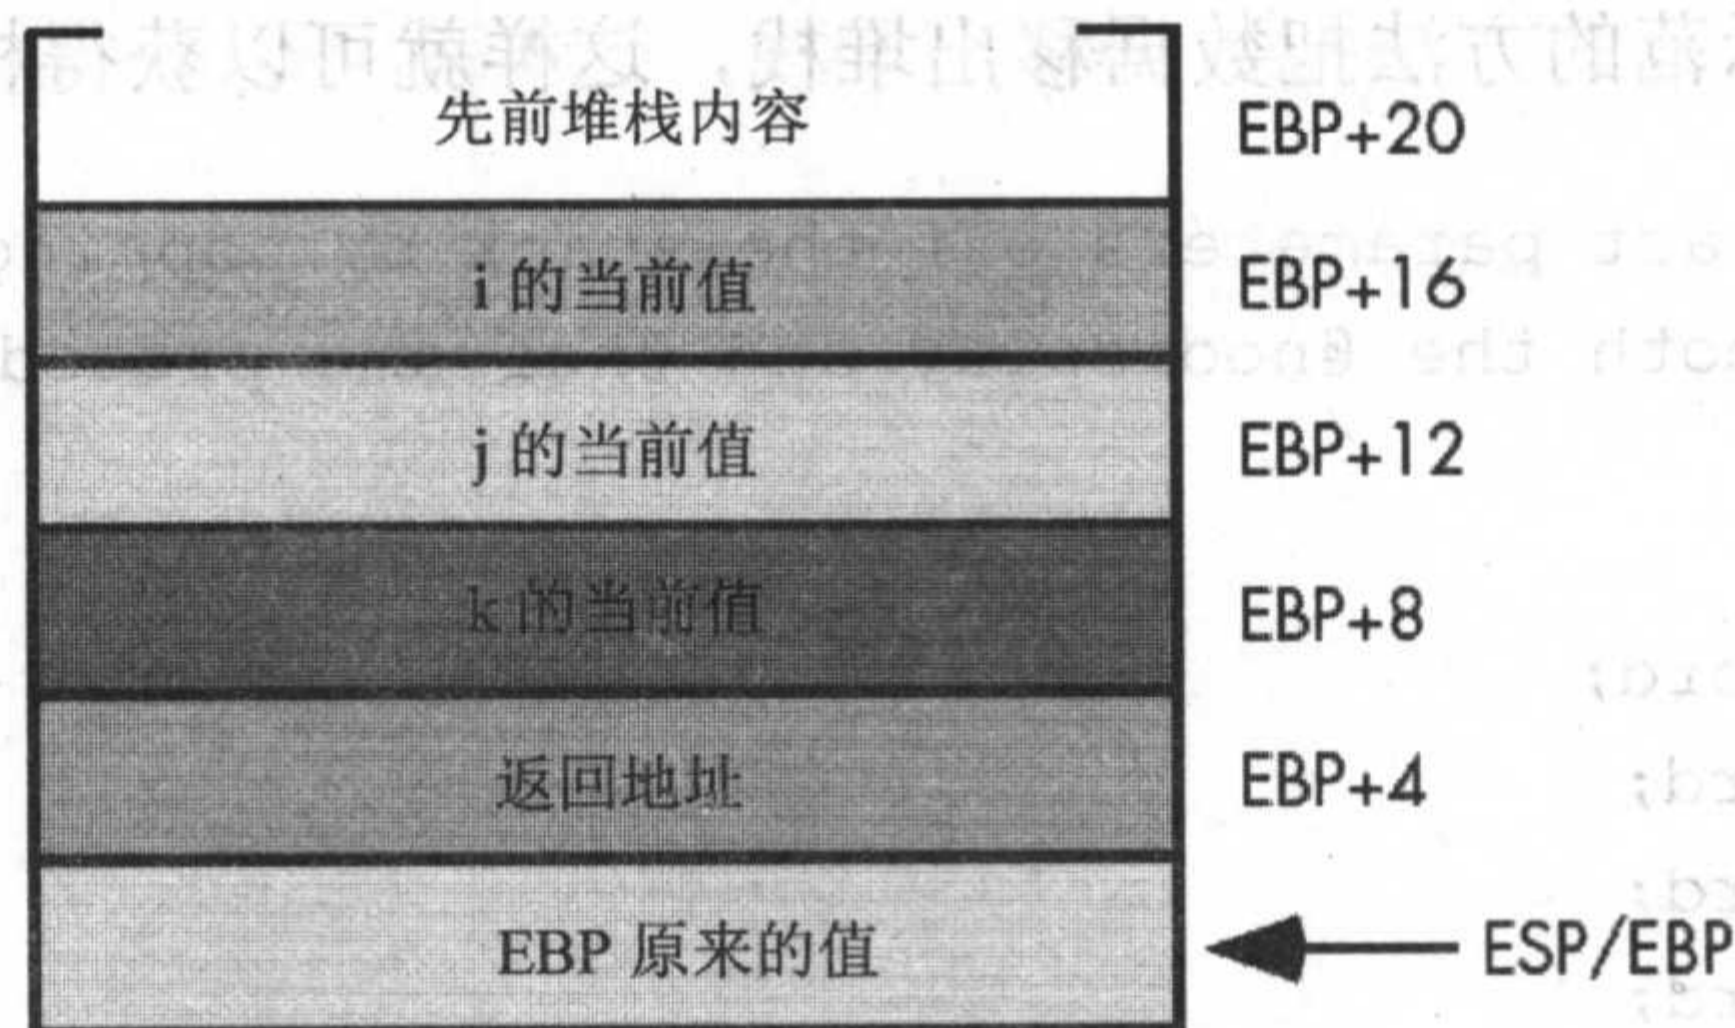 先前堆栈内容 EBP+20
i 的当前值 EBP+16
j 的当前值 EBP+12
k 的当前值 EBP+8
返回地址 EBP+4
EBP 原来的值 ESP/EBP